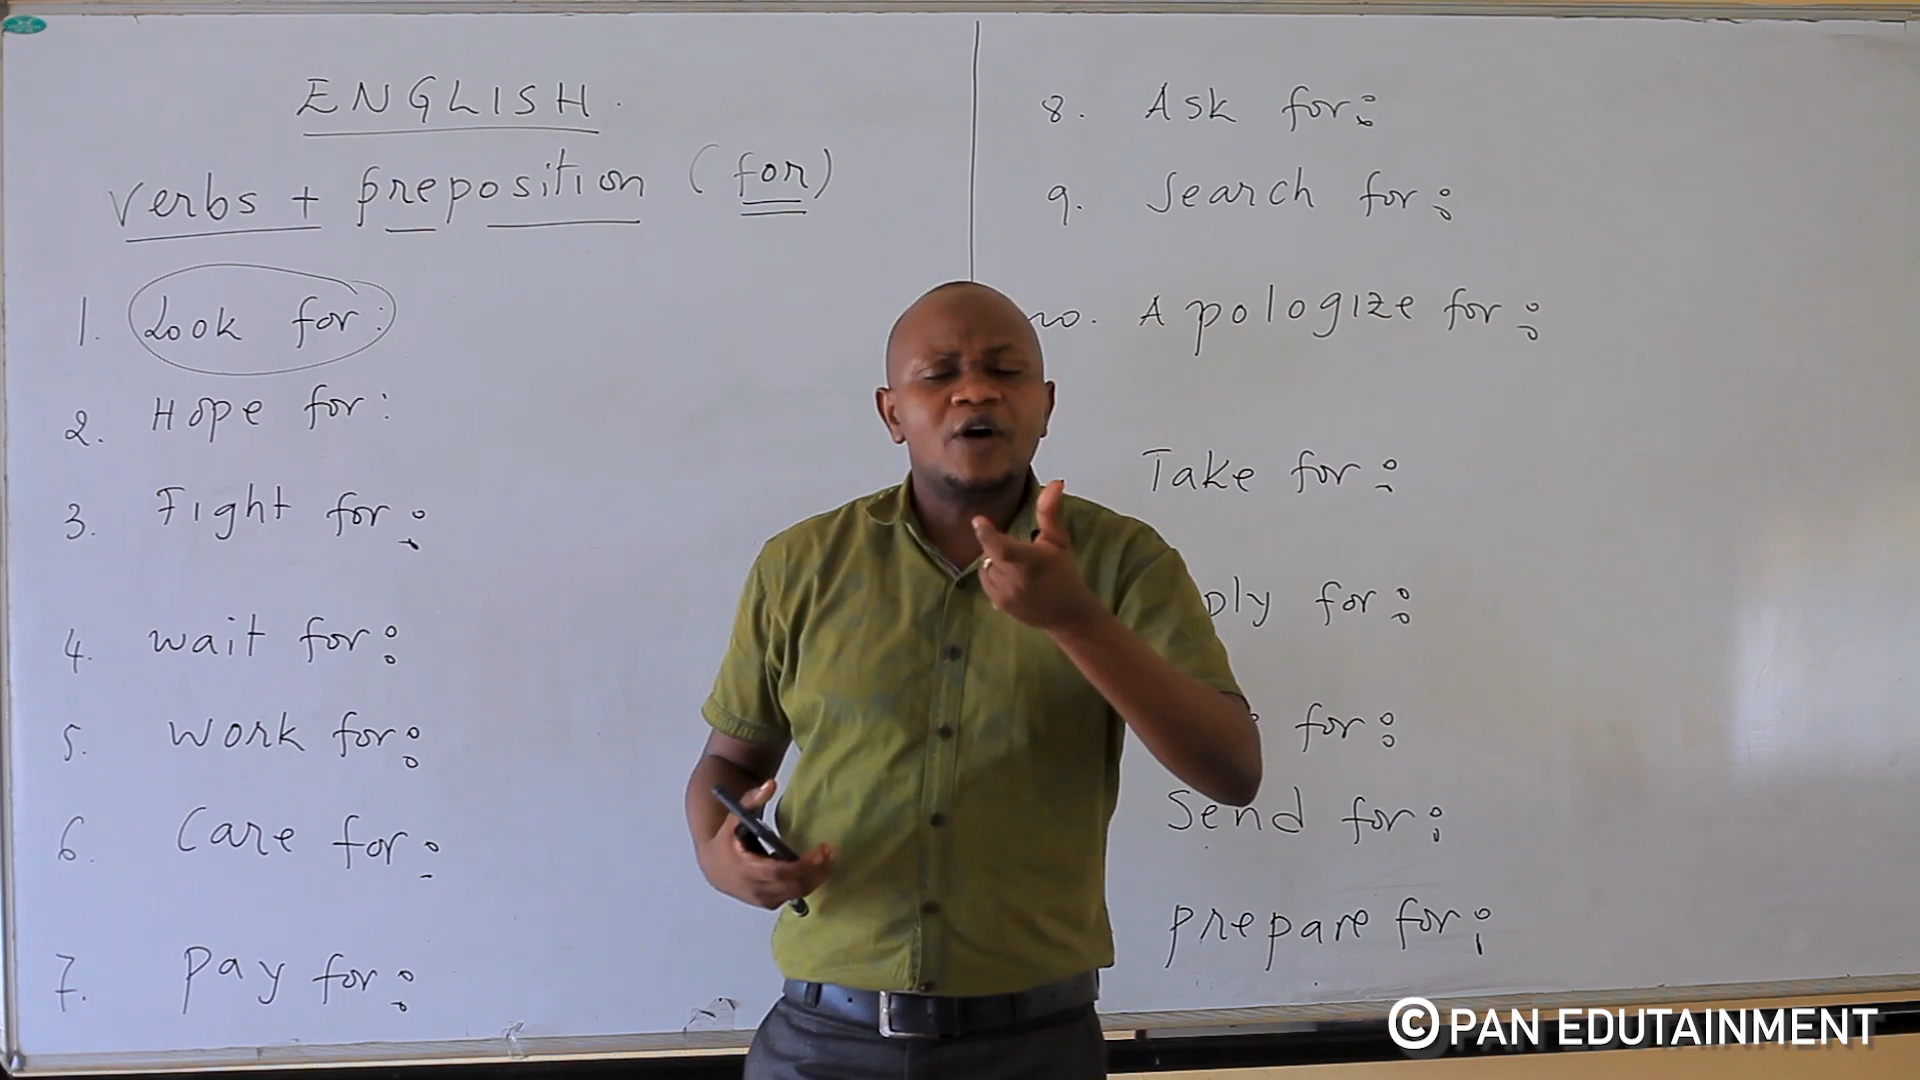 ENGLISH.
Verbs + preposition (for)
1. Look for:
2. Hope for:
3. Fight for:
4. wait for:
5. Work for:
6. Care for:
7. Pay for:
8. Ask for:
9. Search for:
10. Apologize for:
Take for:
for:
for:
Send for:
prepare for:
© PAN EDUTAINMENT